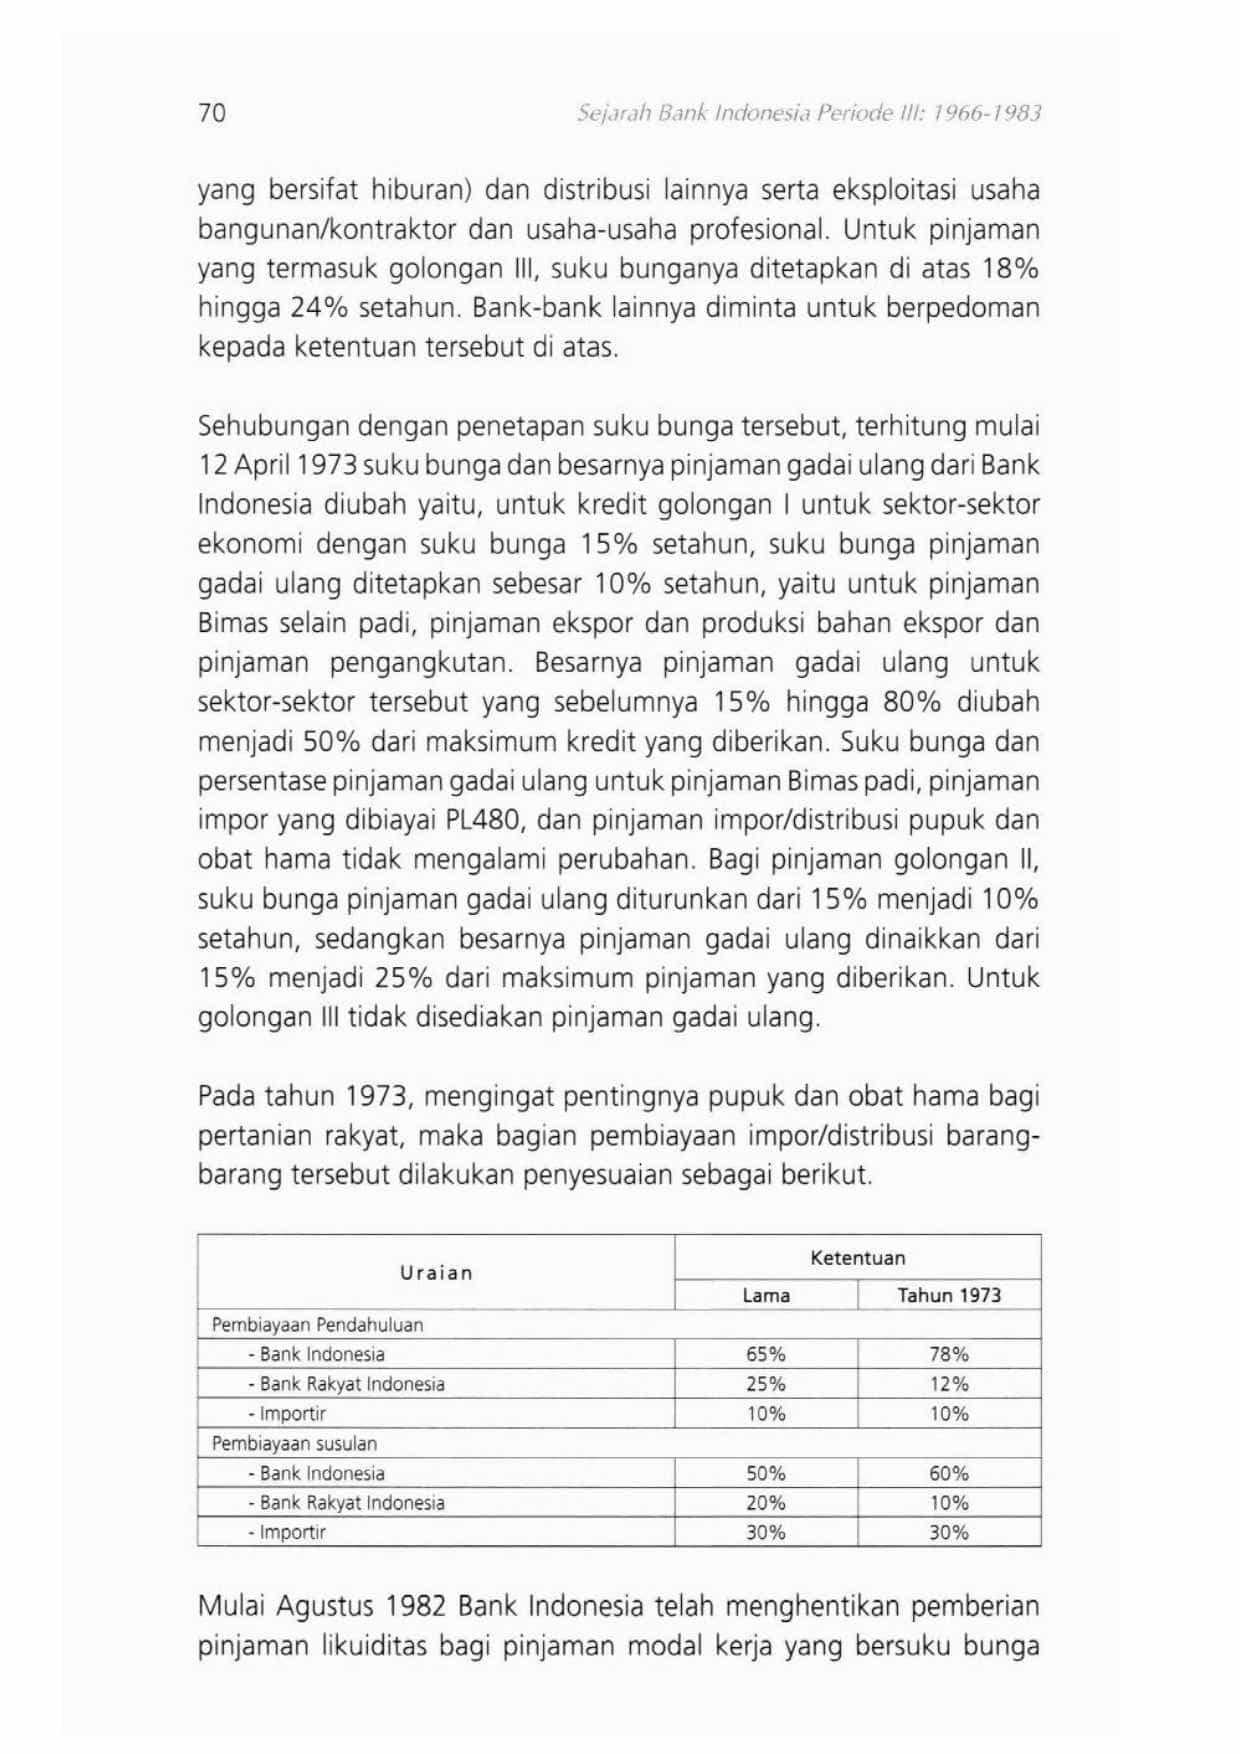 70 Sejarah Bank Indonesia Periode III: 1966-1983
yang bersifat hiburan) dan distribusi lainnya serta eksploitasi usaha
bangunan/kontraktor dan usaha-usaha profesional. Untuk pinjaman
yang termasuk golongan III, suku bunganya ditetapkan di atas 18%
hingga 24% setahun. Bank-bank lainnya diminta untuk berpedoman
kepada ketentuan tersebut di atas.
Sehubungan dengan penetapan suku bunga tersebut, terhitung mulai
12 April 1973 suku bunga dan besarnya pinjaman gadai ulang dari Bank
Indonesia diubah yaitu, untuk kredit golongan I untuk sektor-sektor
ekonomi dengan suku bunga 15% setahun, suku bunga pinjaman
gadai ulang ditetapkan sebesar 10% setahun, yaitu untuk pinjaman
Bimas selain padi, pinjaman ekspor dan produksi bahan ekspor dan
pinjaman pengangkutan. Besarnya pinjaman gadai ulang untuk
sektor-sektor tersebut yang sebelumnya 15% hingga 80% diubah
menjadi 50% dari maksimum kredit yang diberikan. Suku bunga dan
persentase pinjaman gadai ulang untuk pinjaman Bimas padi, pinjaman
impor yang dibiayai PL480, dan pinjaman impor/distribusi pupuk dan
obat hama tidak mengalami perubahan. Bagi pinjaman golongan II,
suku bunga pinjaman gadai ulang diturunkan dari 15% menjadi 10%
setahun, sedangkan besarnya pinjaman gadai ulang dinaikkan dari
15% menjadi 25% dari maksimum pinjaman yang diberikan. Untuk
golongan III tidak disediakan pinjaman gadai ulang.
Pada tahun 1973, mengingat pentingnya pupuk dan obat hama bagi
pertanian rakyat, maka bagian pembiayaan impor/distribusi barang-
barang tersebut dilakukan penyesuaian sebagai berikut.
Uraian Ketentuan
Lama Tahun 1973
Pembiayaan Pendahuluan
- Bank Indonesia 65% 78%
- Bank Rakyat Indonesia 25% 12%
- Importir 10% 10%
Pembiayaan susulan
- Bank Indonesia 50% 60%
- Bank Rakyat Indonesia 20% 10%
- Importir 30% 30%
Mulai Agustus 1982 Bank Indonesia telah menghentikan pemberian
pinjaman likuiditas bagi pinjaman modal kerja yang bersuku bunga